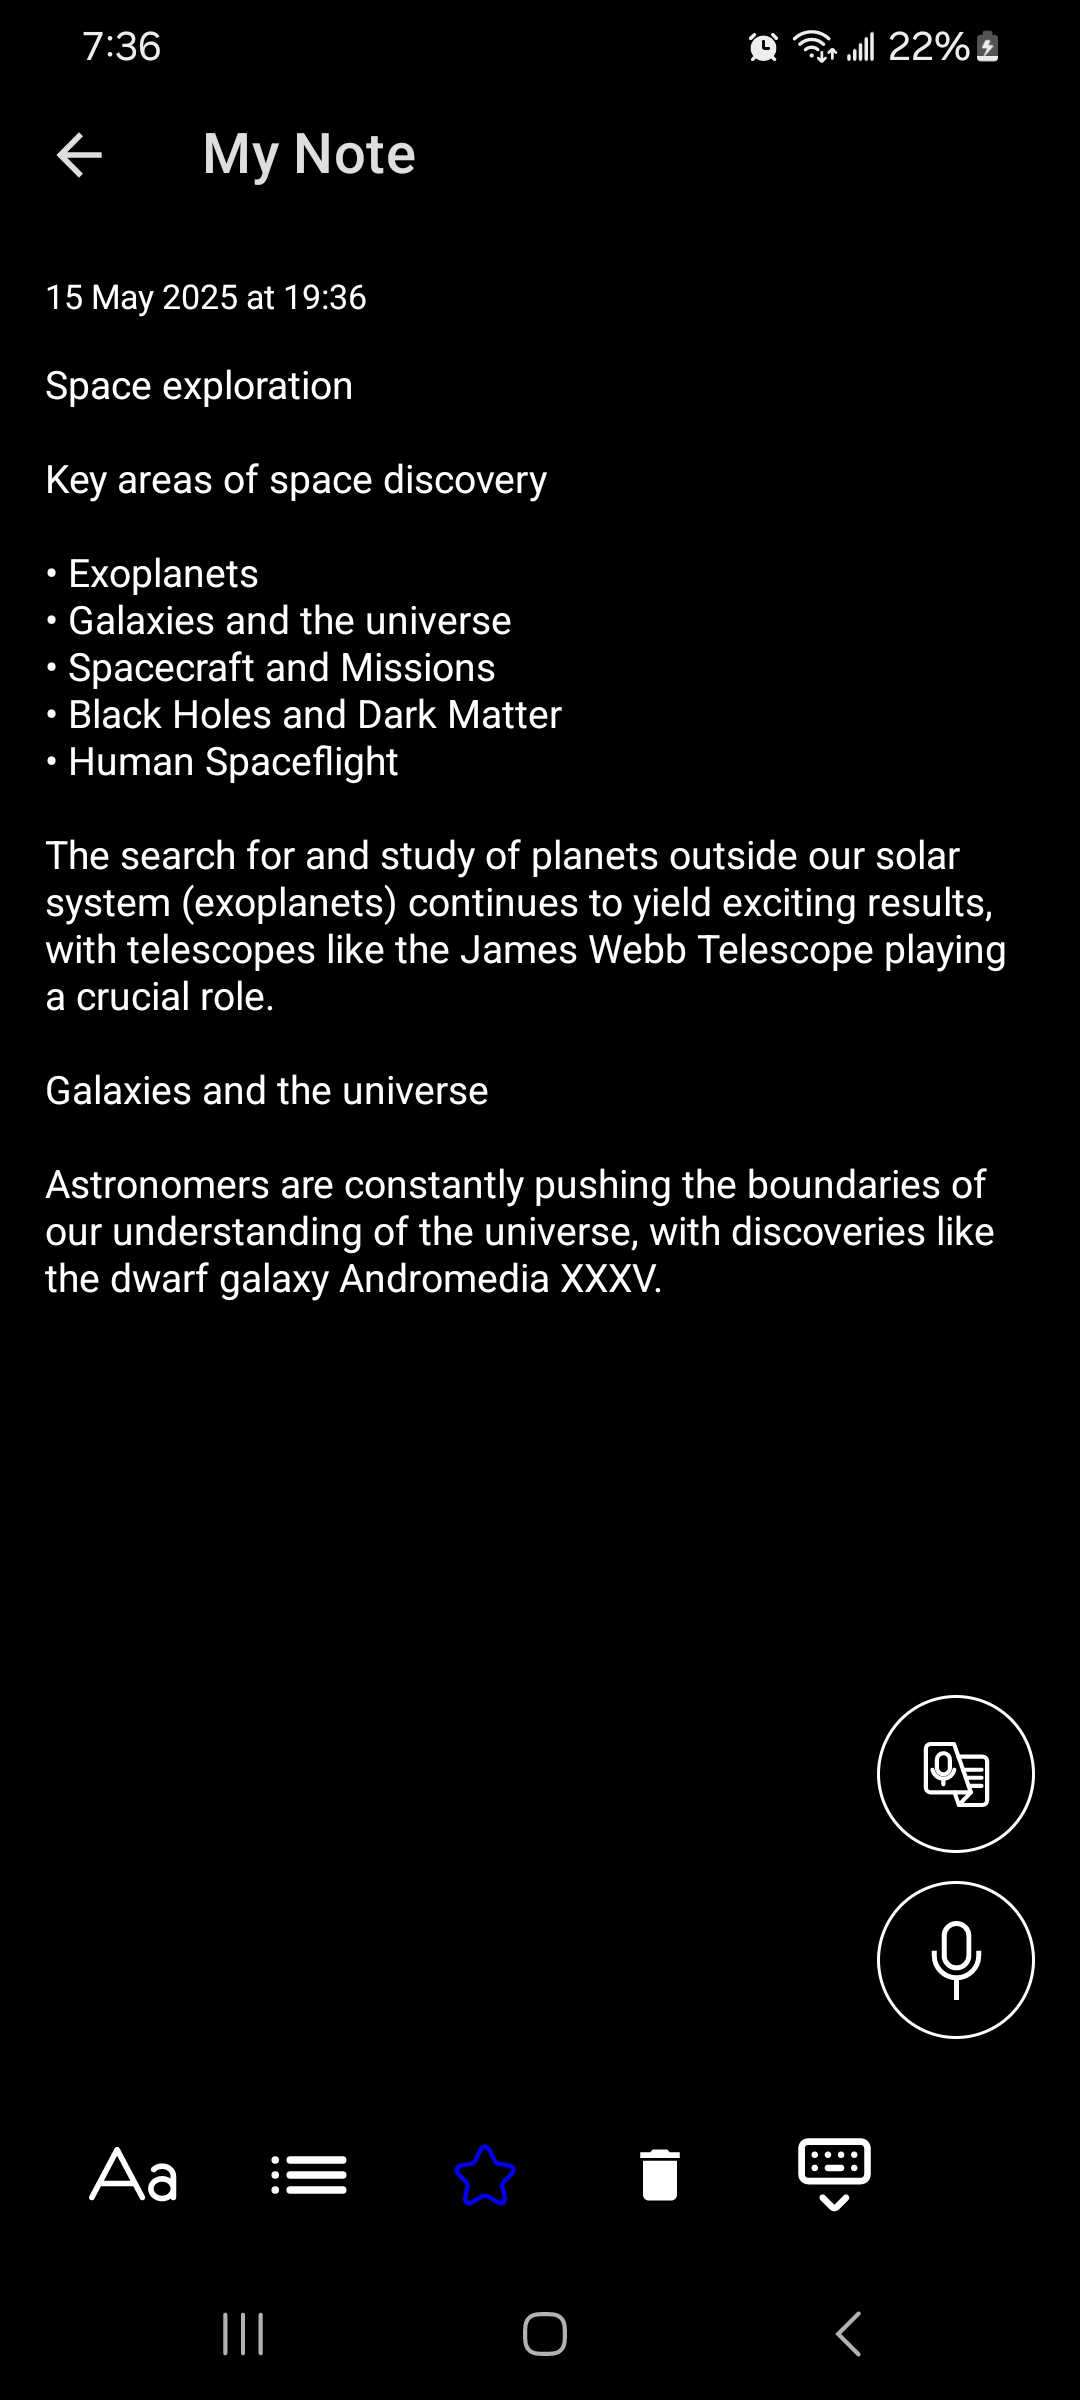 7:36
22%
My Note
15 May 2025 at 19:36
Space exploration
Key areas of space discovery
• Exoplanets
• Galaxies and the universe
• Spacecraft and Missions
• Black Holes and Dark Matter
• Human Spaceflight
The search for and study of planets outside our solar
system (exoplanets) continues to yield exciting results,
with telescopes like the James Webb Telescope playing
a crucial role.
Galaxies and the universe
Astronomers are constantly pushing the boundaries of
our understanding of the universe, with discoveries like
the dwarf galaxy Andromedia XXXV.
Aa